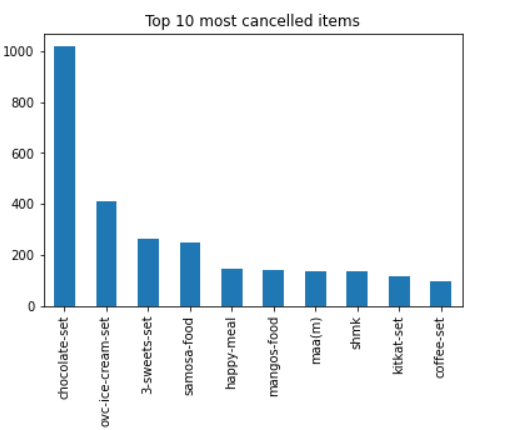 Top 10 most cancelled items
1000
800
600
400
200
0
chocolate-set
ovc-ice-cream-set
3-sweets-set
samosa-food
happy-meal
mangos-food
maa(m)
shmk
kitkat-set
coffee-set